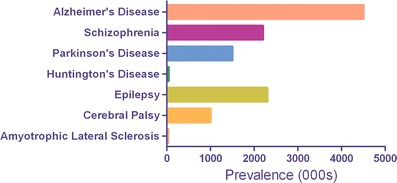 Alzheimer's Disease
Schizophrenia
Parkinson's Disease
Huntington's Disease
Epilepsy
Cerebral Palsy
Amyotrophic Lateral Sclerosis
0 1000 2000 3000 4000 5000
Prevalence (000s)